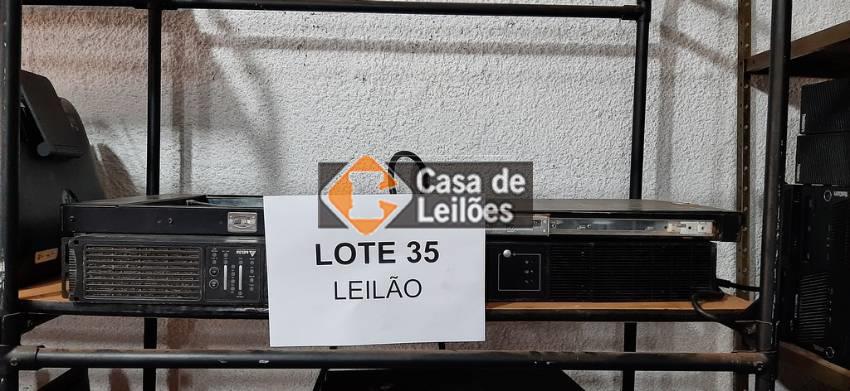 Casa de
Leilões
LOTE 35
LEILÃO